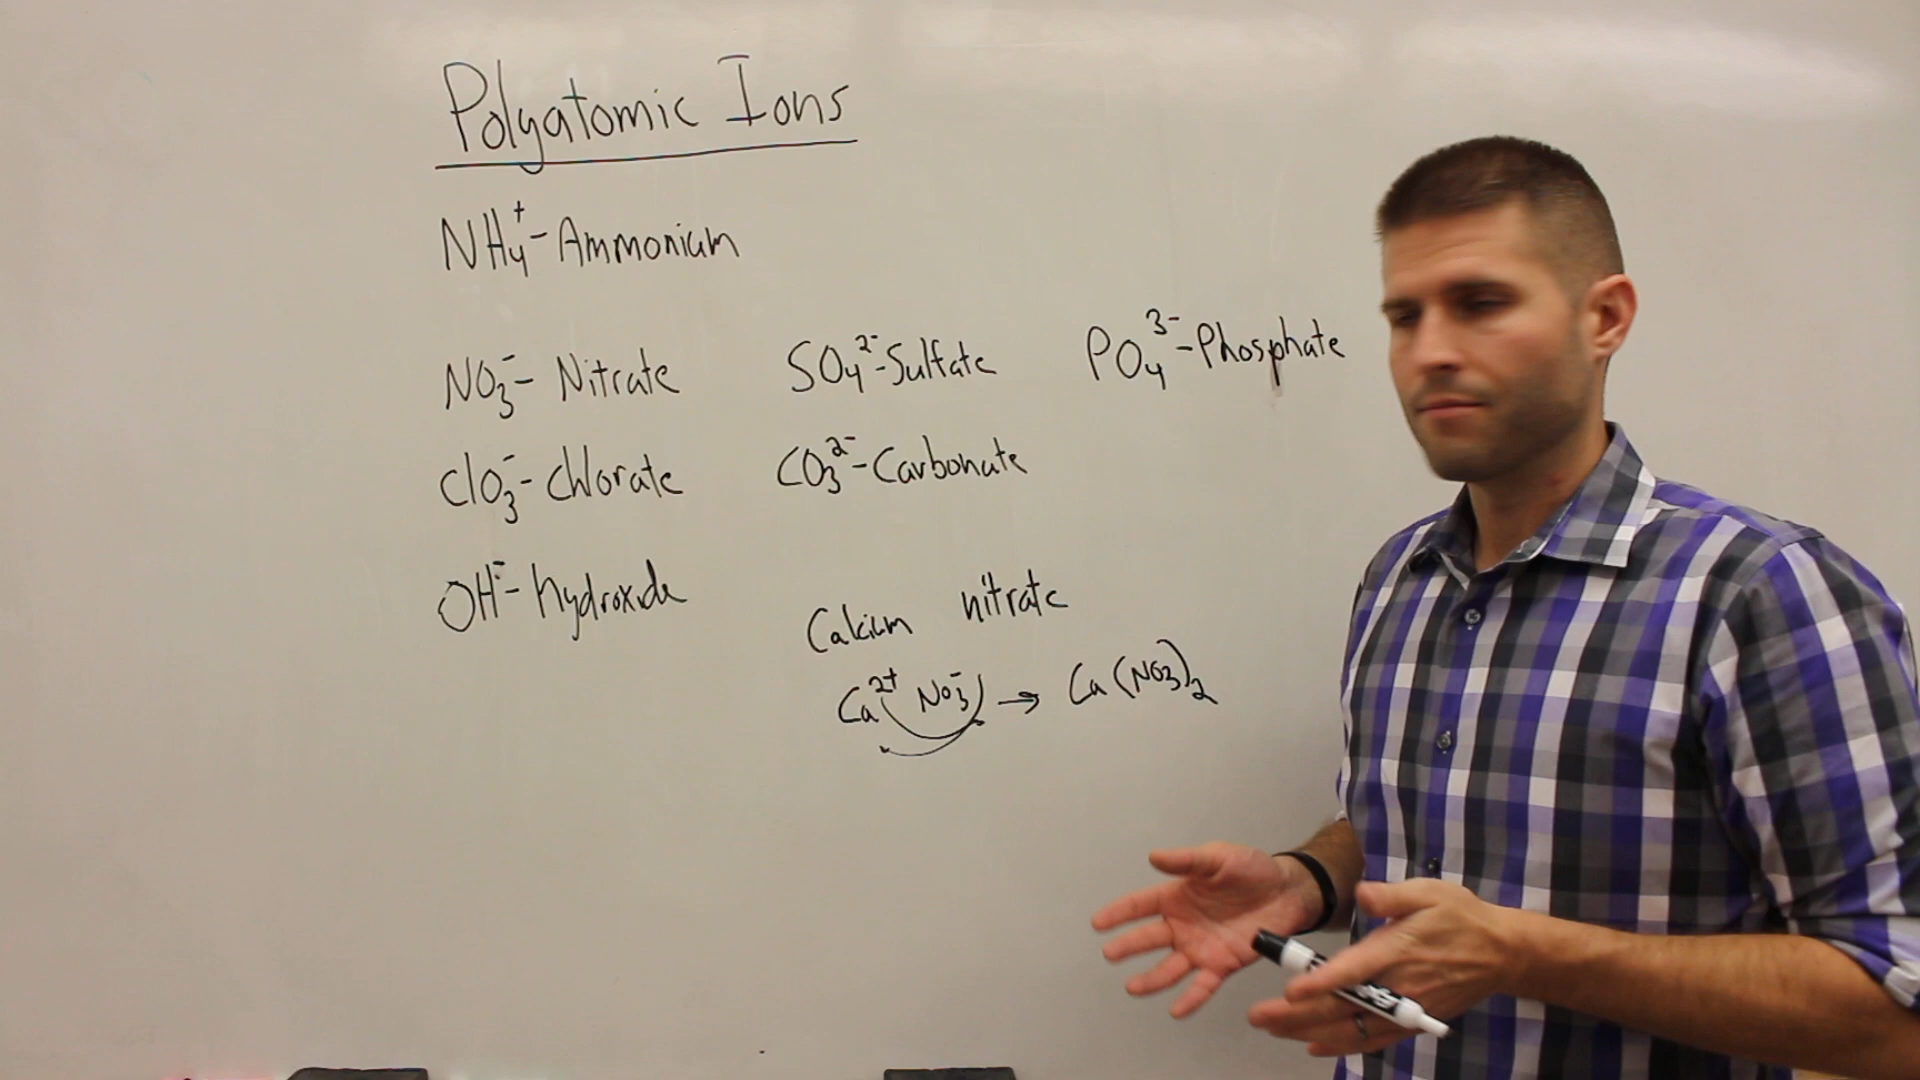 Polyatomic Ions
NH₄⁺ - Ammonium
NO₃⁻ - Nitrate SO₄²⁻ - Sulfate PO₄³⁻ - Phosphate
ClO₃⁻ - Chlorate CO₃²⁻ - Carbonate
OH⁻ - hydroxide
Calcium nitrate
Ca²⁺ NO₃⁻ → Ca(NO₃)₂